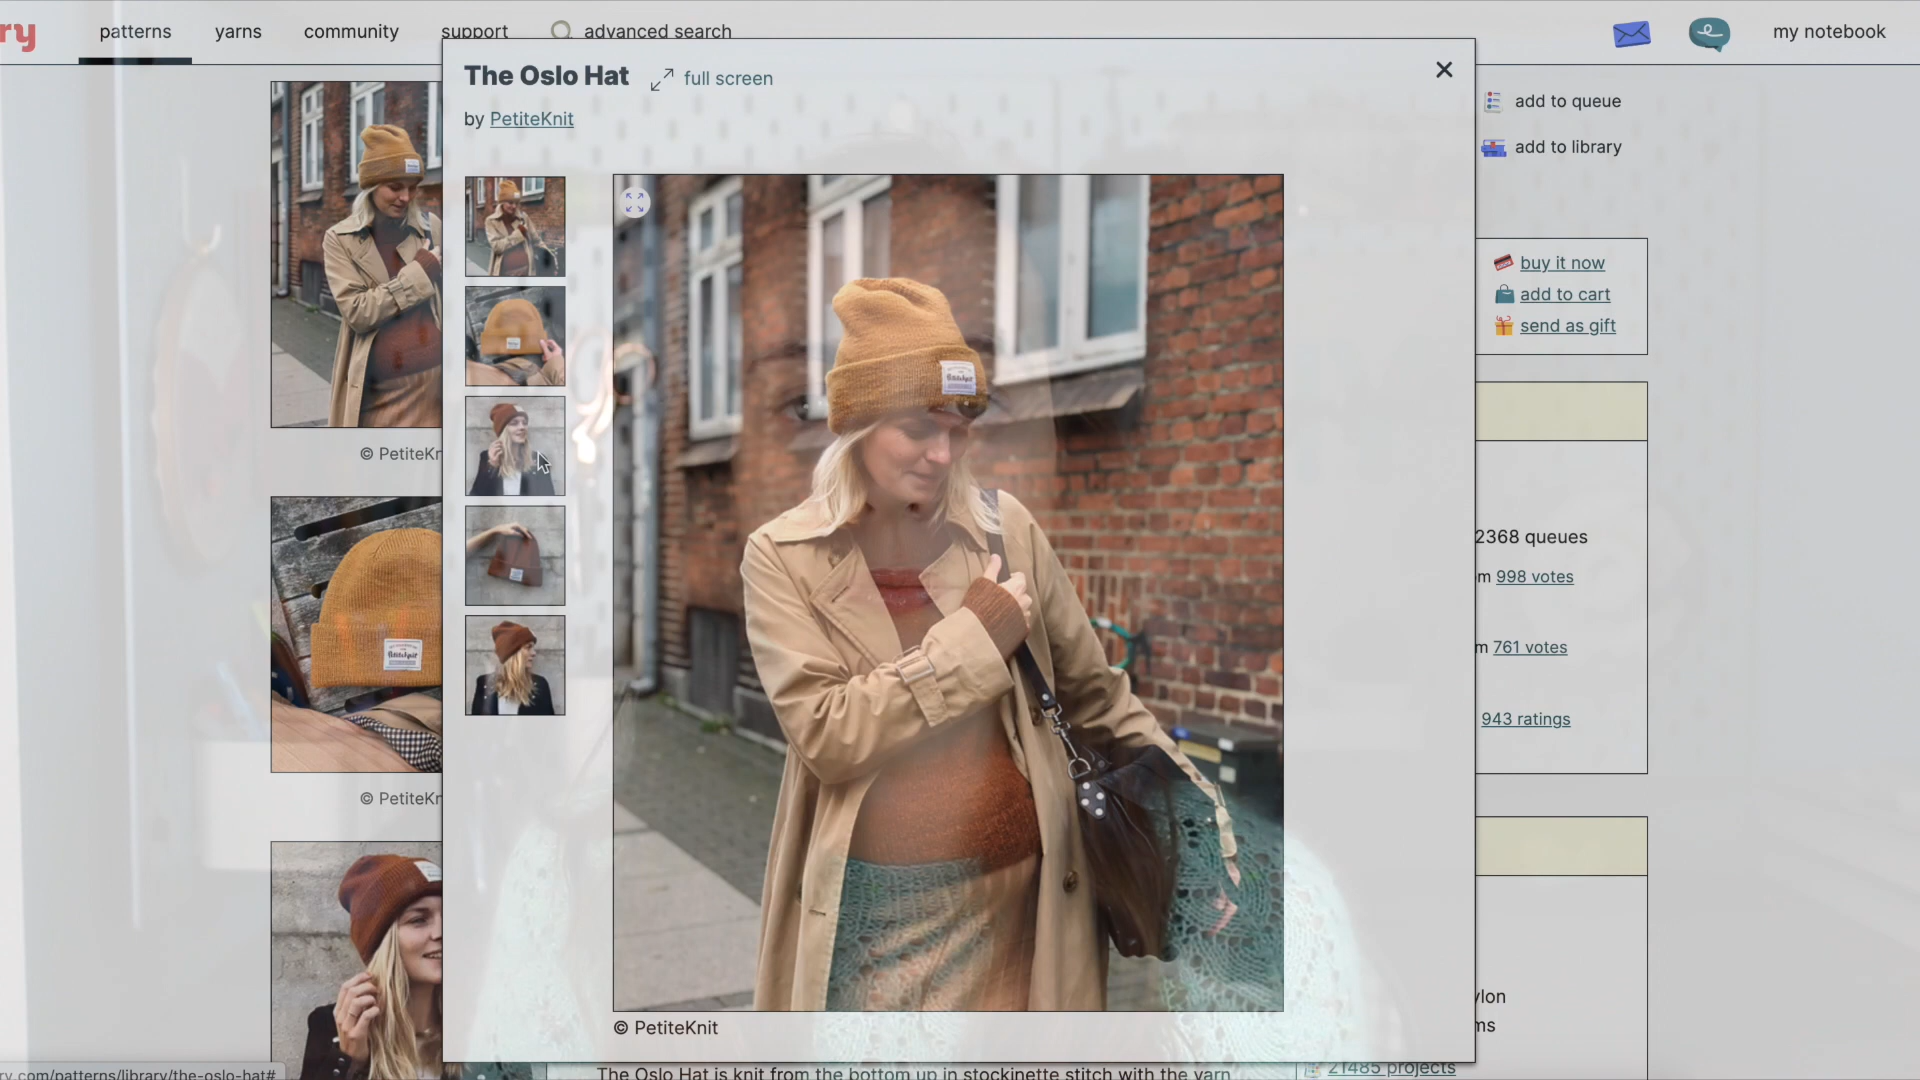 ry
patterns
yarns
community
support
advanced search
my notebook
The Oslo Hat
full screen
by PetiteKnit
add to queue
add to library
buy it now
add to cart
send as gift
© PetiteKn
2368 queues
m 998 votes
m 761 votes
943 ratings
PetiteKnit
© PetiteKn
ylon
ms
© PetiteKnit
21485 projects
ry.com/patterns/library/the-oslo-hat#
The Oslo Hat is knit from the bottom up in stockinette stitch with the yarn